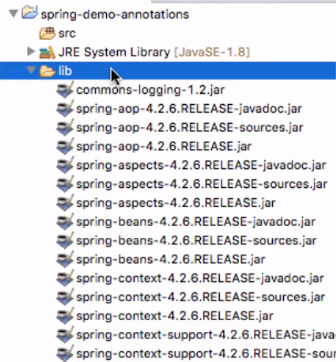 spring-demo-annotations
src
JRE System Library [JavaSE-1.8]
lib
commons-logging-1.2.jar
spring-aop-4.2.6.RELEASE-javadoc.jar
spring-aop-4.2.6.RELEASE-sources.jar
spring-aop-4.2.6.RELEASE.jar
spring-aspects-4.2.6.RELEASE-javadoc.jar
spring-aspects-4.2.6.RELEASE-sources.jar
spring-aspects-4.2.6.RELEASE.jar
spring-beans-4.2.6.RELEASE-javadoc.jar
spring-beans-4.2.6.RELEASE-sources.jar
spring-beans-4.2.6.RELEASE.jar
spring-context-4.2.6.RELEASE-javadoc.jar
spring-context-4.2.6.RELEASE-sources.jar
spring-context-4.2.6.RELEASE.jar
spring-context-support-4.2.6.RELEASE-java
spring-context-support-4.2.6.RELEASE-sour